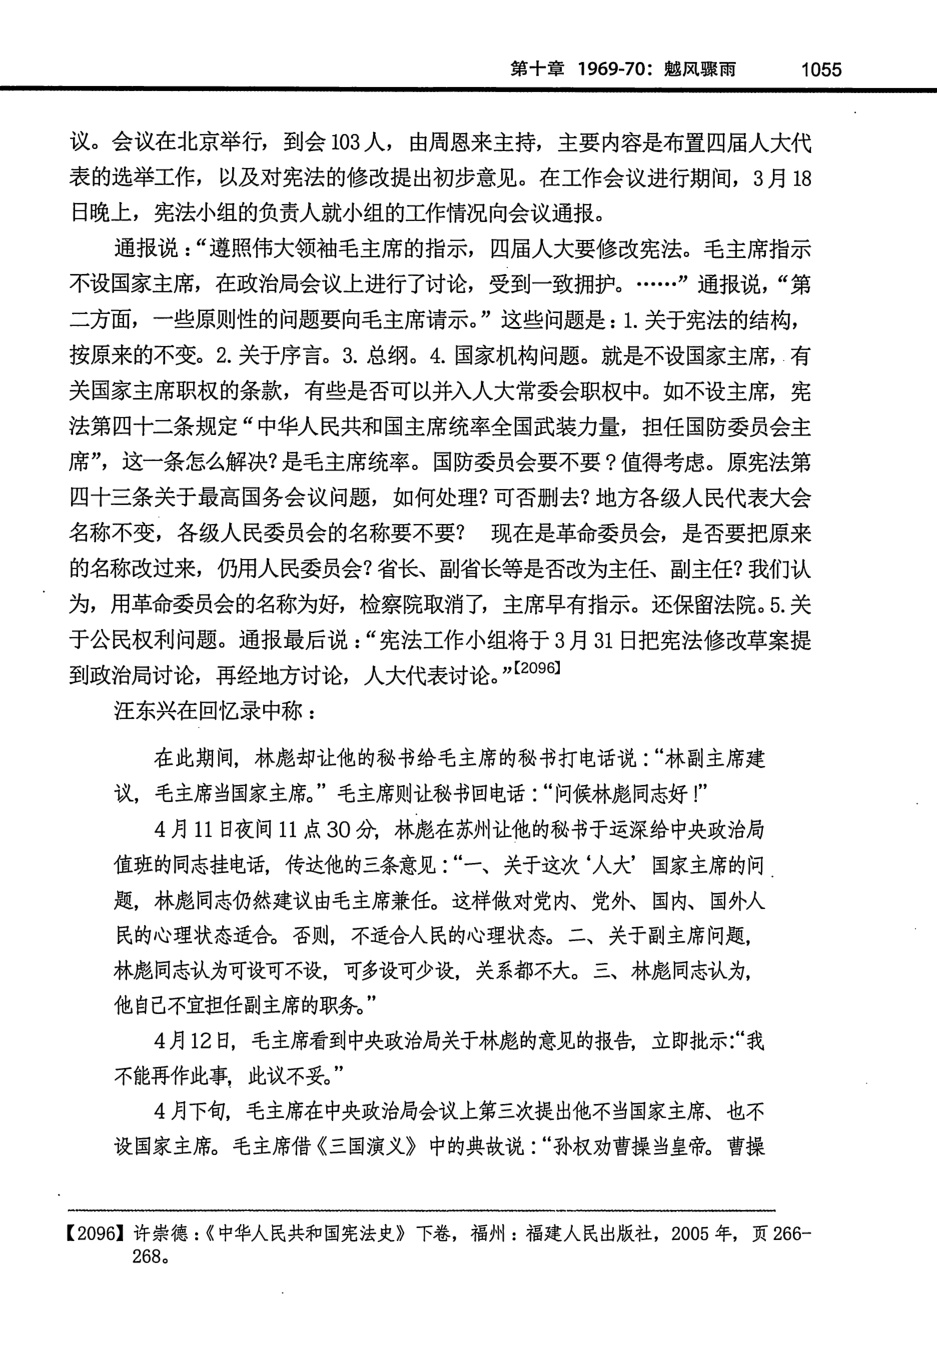 第十章 1969-70：魆风骤雨 1055
议。会议在北京举行，到会 103 人，由周恩来主持，主要内容是布置四届人大代
表的选举工作，以及对宪法的修改提出初步意见。在工作会议进行期间，3 月 18
日晚上，宪法小组的负责人就小组的工作情况向会议通报。
通报说：“遵照伟大领袖毛主席的指示，四届人大要修改宪法。毛主席指示
不设国家主席，在政治局会议上进行了讨论，受到一致拥护。……”通报说，“第
二方面，一些原则性的问题要向毛主席请示。”这些问题是：1. 关于宪法的结构，
按原来的不变。2. 关于序言。3. 总纲。4. 国家机构问题。就是不设国家主席，有
关国家主席职权的条款，有些是否可以并入人大常委会职权中。如不设主席，宪
法第四十二条规定“中华人民共和国主席统率全国武装力量，担任国防委员会主
席”，这一条怎么解决？是毛主席统率。国防委员会要不要？值得考虑。原宪法第
四十三条关于最高国务会议问题，如何处理？可否删去？地方各级人民代表大会
名称不变，各级人民委员会的名称要不要？ 现在是革命委员会，是否要把原来
的名称改过来，仍用人民委员会？省长、副省长等是否改为主任、副主任？我们认
为，用革命委员会的名称为好，检察院取消了，主席早有指示。还保留法院。5. 关
于公民权利问题。通报最后说：“宪法工作小组将于 3 月 31 日把宪法修改草案提
到政治局讨论，再经地方讨论，人大代表讨论。”【2096】
汪东兴在回忆录中称：
在此期间，林彪却让他的秘书给毛主席的秘书打电话说：“林副主席建
议，毛主席当国家主席。”毛主席则让秘书回电话：“问候林彪同志好！”
4 月 11 日夜间 11 点 30 分，林彪在苏州让他的秘书于运深给中央政治局
值班的同志挂电话，传达他的三条意见：“一、关于这次‘人大’国家主席的问
题，林彪同志仍然建议由毛主席兼任。这样做对党内、党外、国内、国外人
民的心理状态适合。否则，不适合人民的心理状态。二、关于副主席问题，
林彪同志认为可设可不设，可多设可少设，关系都不大。三、林彪同志认为，
他自己不宜担任副主席的职务。”
4 月 12 日，毛主席看到中央政治局关于林彪的意见的报告，立即批示：“我
不能再作此事，此议不妥。”
4 月下旬，毛主席在中央政治局会议上第三次提出他不当国家主席、也不
设国家主席。毛主席借《三国演义》中的典故说：“孙权劝曹操当皇帝。曹操
【2096】许崇德：《中华人民共和国宪法史》下卷，福州：福建人民出版社，2005 年，页 266-
268。